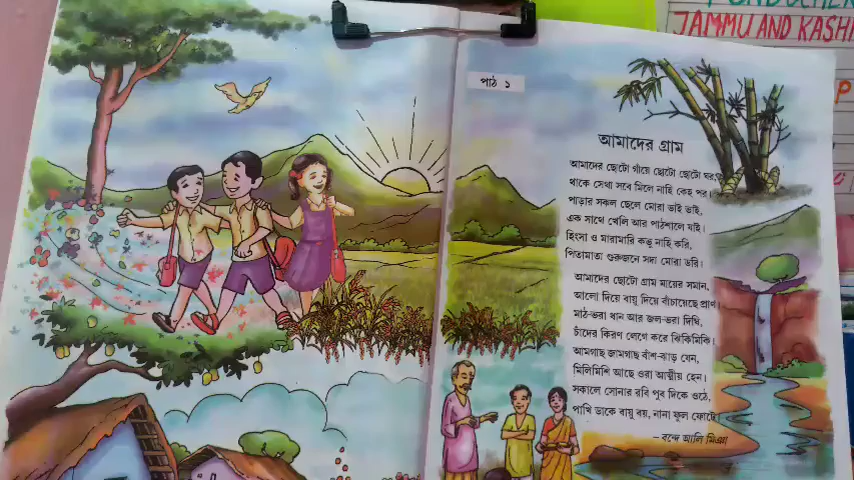 JAMMU AND KASH
পাঠ ১
আমাদের গ্রাম
আমাদের ছোটো গাঁয়ে ছোটো ছোটো ঘর,
থাকে সেথা সবে মিলে নাহি কেহ পর।
পাড়ার সকল ছেলে মোরা ভাই ভাই,
এক সাথে খেলি আর পাঠশালে যাই।
হিংসা ও মারামারি কভু নাহি করি,
পিতামাতা গুরুজনে সদা মোরা ডরি।
আমাদের ছোটো গ্রাম মায়ের সমান,
আলো দিয়ে বায়ু দিয়ে বাঁচায়েছে প্রাণ।
মাঠ-ভরা ধান আর জল-ভরা দিঘি,
চাঁদের কিরণ লেগে করে ঝিকিমিকি।
আমগাছ জামগাছ বাঁশ-ঝাড় যেন,
মিলিমিশি আছে ওরা আত্মীয় হেন।
সকালে সোনার রবি পুব দিকে ওঠে,
পাখি ডাকে বায়ু বয়, নানা ফুল ফোটে
– বন্দে আলি মিঞা